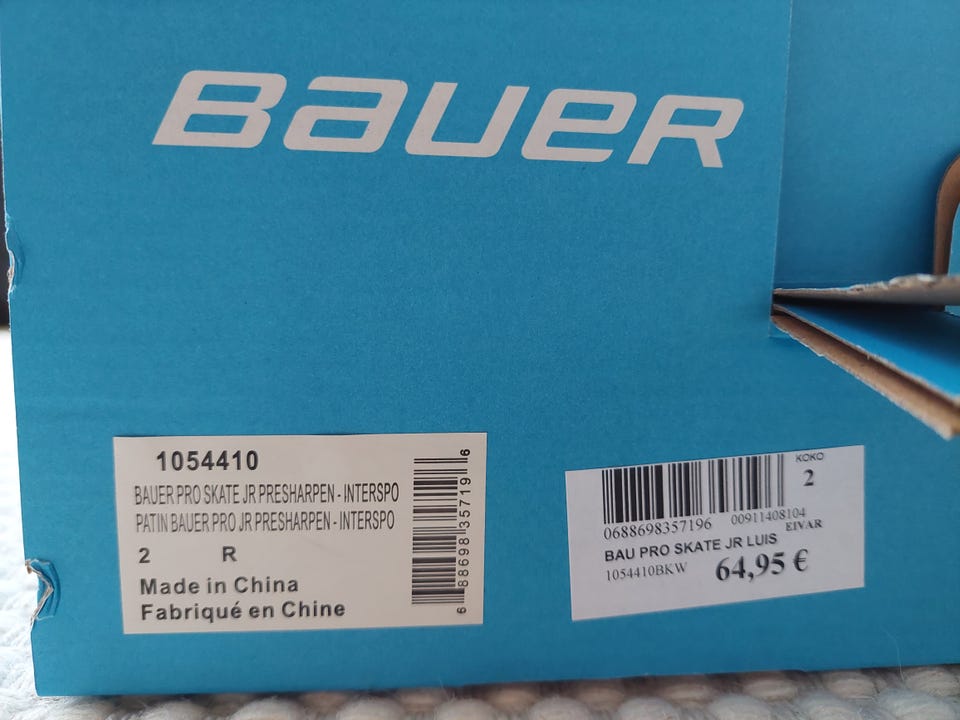 BAUER
1054410
BAUER PRO SKATE JR PRESHARPEN - INTERSPO
PATIN BAUER PRO JR PRESHARPEN - INTERSPO
2 R
Made in China
Fabriqué en Chine
6 88698 35719 6
KOKO
2
0688698357196 00911408104
EIVAR
BAU PRO SKATE JR LUIS
1054410BKW 64,95 €